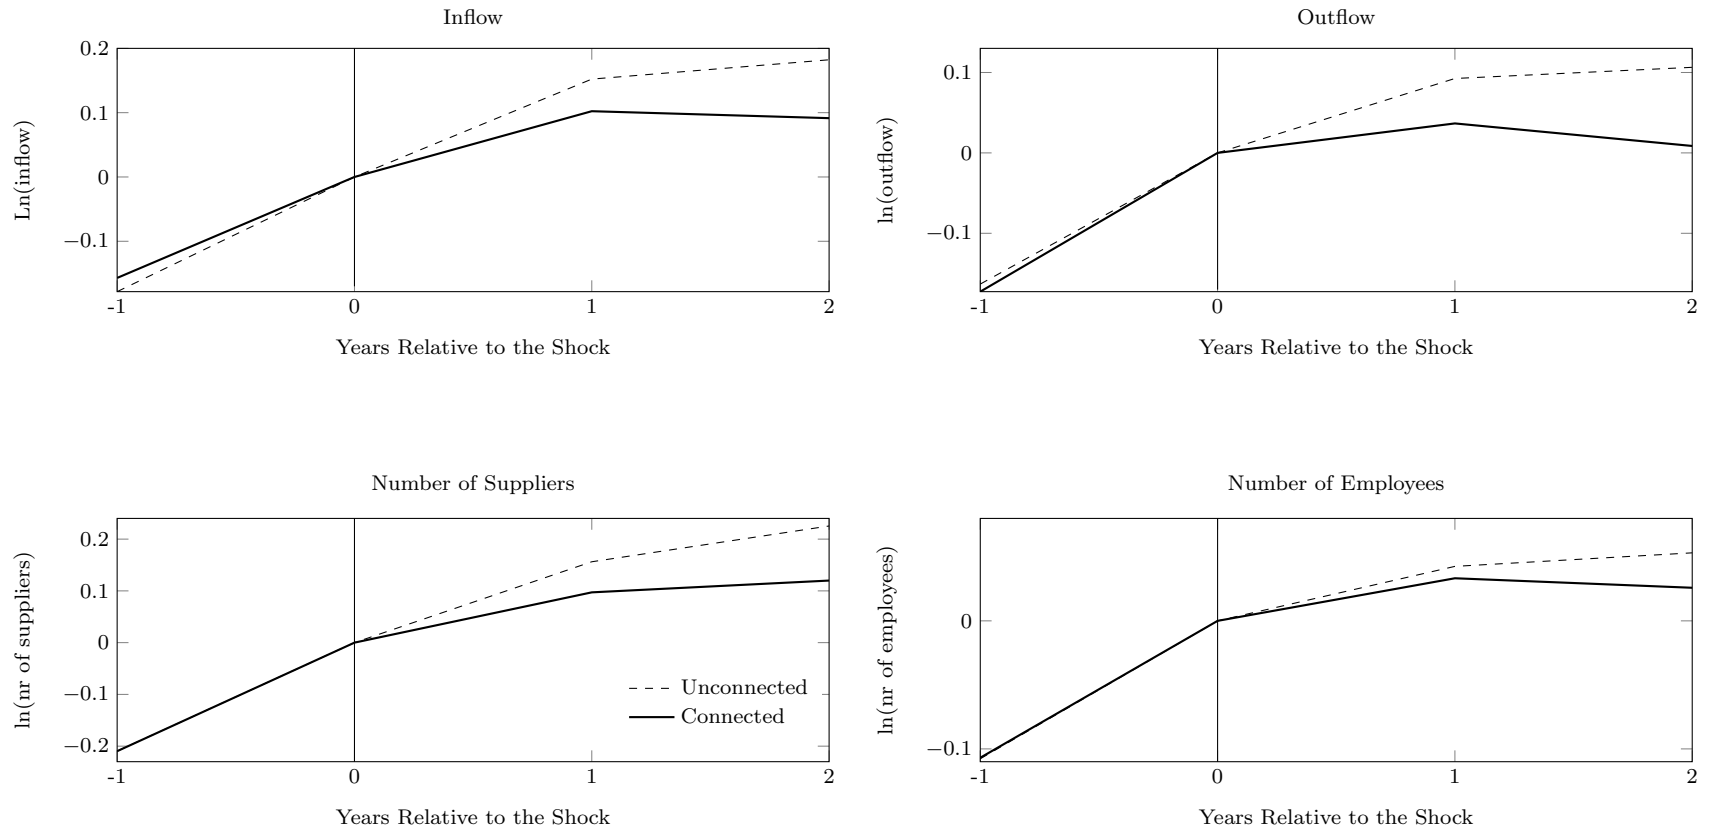 Inflow
Ln(inflow)
0.2
0.1
0
−0.1
-1 0 1 2
Years Relative to the Shock
Outflow
ln(outflow)
0.1
0
−0.1
-1 0 1 2
Years Relative to the Shock
Number of Suppliers
ln(nr of suppliers)
0.2
0.1
0
−0.1
−0.2
Unconnected
Connected
-1 0 1 2
Years Relative to the Shock
Number of Employees
ln(nr of employees)
0
−0.1
-1 0 1 2
Years Relative to the Shock